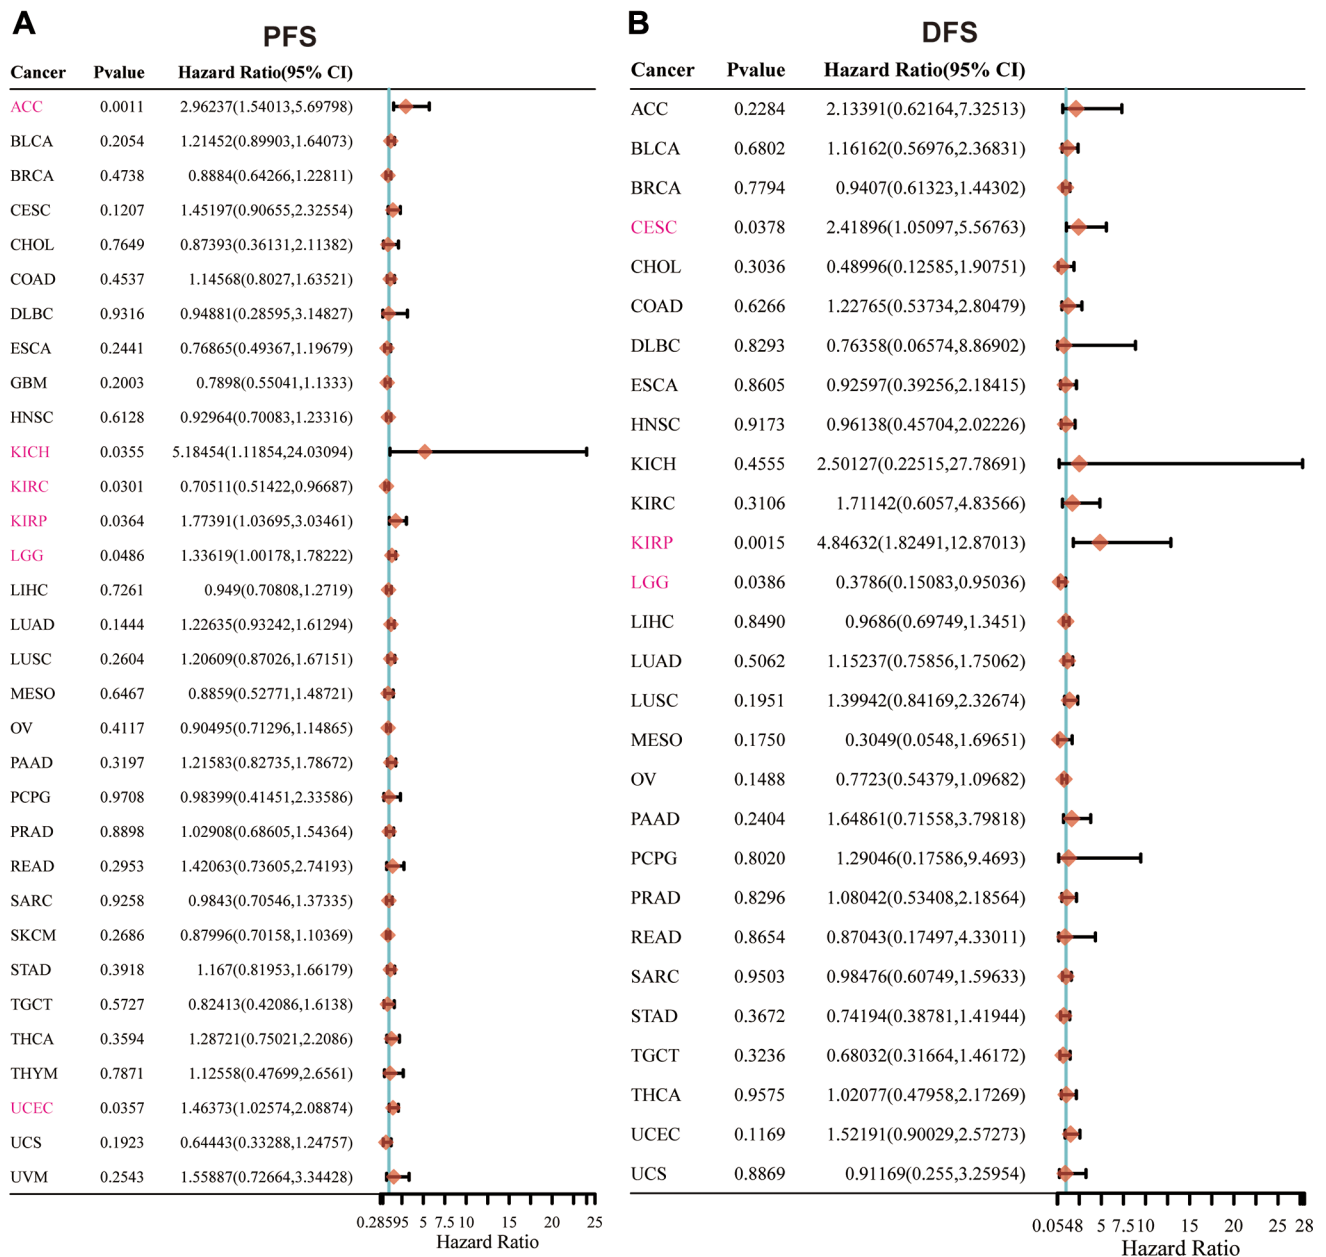 A
PFS
Cancer Pvalue Hazard Ratio(95% CI)
ACC 0.0011 2.96237(1.54013,5.69798)
BLCA 0.2054 1.21452(0.89903,1.64073)
BRCA 0.4738 0.8884(0.64266,1.22811)
CESC 0.1207 1.45197(0.90655,2.32554)
CHOL 0.7649 0.87393(0.36131,2.11382)
COAD 0.4537 1.14568(0.8027,1.63521)
DLBC 0.9316 0.94881(0.28595,3.14827)
ESCA 0.2441 0.76865(0.49367,1.19679)
GBM 0.2003 0.7898(0.55041,1.1333)
HNSC 0.6128 0.92964(0.70083,1.23316)
KICH 0.0355 5.18454(1.11854,24.03094)
KIRC 0.0301 0.70511(0.51422,0.96687)
KIRP 0.0364 1.77391(1.03695,3.03461)
LGG 0.0486 1.33619(1.00178,1.78222)
LIHC 0.7261 0.949(0.70808,1.2719)
LUAD 0.1444 1.22635(0.93242,1.61294)
LUSC 0.2604 1.20609(0.87026,1.67151)
MESO 0.6467 0.8859(0.52771,1.48721)
OV 0.4117 0.90495(0.71296,1.14865)
PAAD 0.3197 1.21583(0.82735,1.78672)
PCPG 0.9708 0.98399(0.41451,2.33586)
PRAD 0.8898 1.02908(0.68605,1.54364)
READ 0.2953 1.42063(0.73605,2.74193)
SARC 0.9258 0.9843(0.70546,1.37335)
SKCM 0.2686 0.87996(0.70158,1.10369)
STAD 0.3918 1.167(0.81953,1.66179)
TGCT 0.5727 0.82413(0.42086,1.6138)
THCA 0.3594 1.28721(0.75021,2.2086)
THYM 0.7871 1.12558(0.47699,2.6561)
UCEC 0.0357 1.46373(1.02574,2.08874)
UCS 0.1923 0.64443(0.33288,1.24757)
UVM 0.2543 1.55887(0.72664,3.34428)
0.28595 5 7.5 10 15 20 25
Hazard Ratio
B
DFS
Cancer Pvalue Hazard Ratio(95% CI)
ACC 0.2284 2.13391(0.62164,7.32513)
BLCA 0.6802 1.16162(0.56976,2.36831)
BRCA 0.7794 0.9407(0.61323,1.44302)
CESC 0.0378 2.41896(1.05097,5.56763)
CHOL 0.3036 0.48996(0.12585,1.90751)
COAD 0.6266 1.22765(0.53734,2.80479)
DLBC 0.8293 0.76358(0.06574,8.86902)
ESCA 0.8605 0.92597(0.39256,2.18415)
HNSC 0.9173 0.96138(0.45704,2.02226)
KICH 0.4555 2.50127(0.22515,27.78691)
KIRC 0.3106 1.71142(0.6057,4.83566)
KIRP 0.0015 4.84632(1.82491,12.87013)
LGG 0.0386 0.3786(0.15083,0.95036)
LIHC 0.8490 0.9686(0.69749,1.3451)
LUAD 0.5062 1.15237(0.75856,1.75062)
LUSC 0.1951 1.39942(0.84169,2.32674)
MESO 0.1750 0.3049(0.0548,1.69651)
OV 0.1488 0.7723(0.54379,1.09682)
PAAD 0.2404 1.64861(0.71558,3.79818)
PCPG 0.8020 1.29046(0.17586,9.4693)
PRAD 0.8296 1.08042(0.53408,2.18564)
READ 0.8654 0.87043(0.17497,4.33011)
SARC 0.9503 0.98476(0.60749,1.59633)
STAD 0.3672 0.74194(0.38781,1.41944)
TGCT 0.3236 0.68032(0.31664,1.46172)
THCA 0.9575 1.02077(0.47958,2.17269)
UCEC 0.1169 1.52191(0.90029,2.57273)
UCS 0.8869 0.91169(0.255,3.25954)
0.0548 5 7.510 15 20 25 28
Hazard Ratio